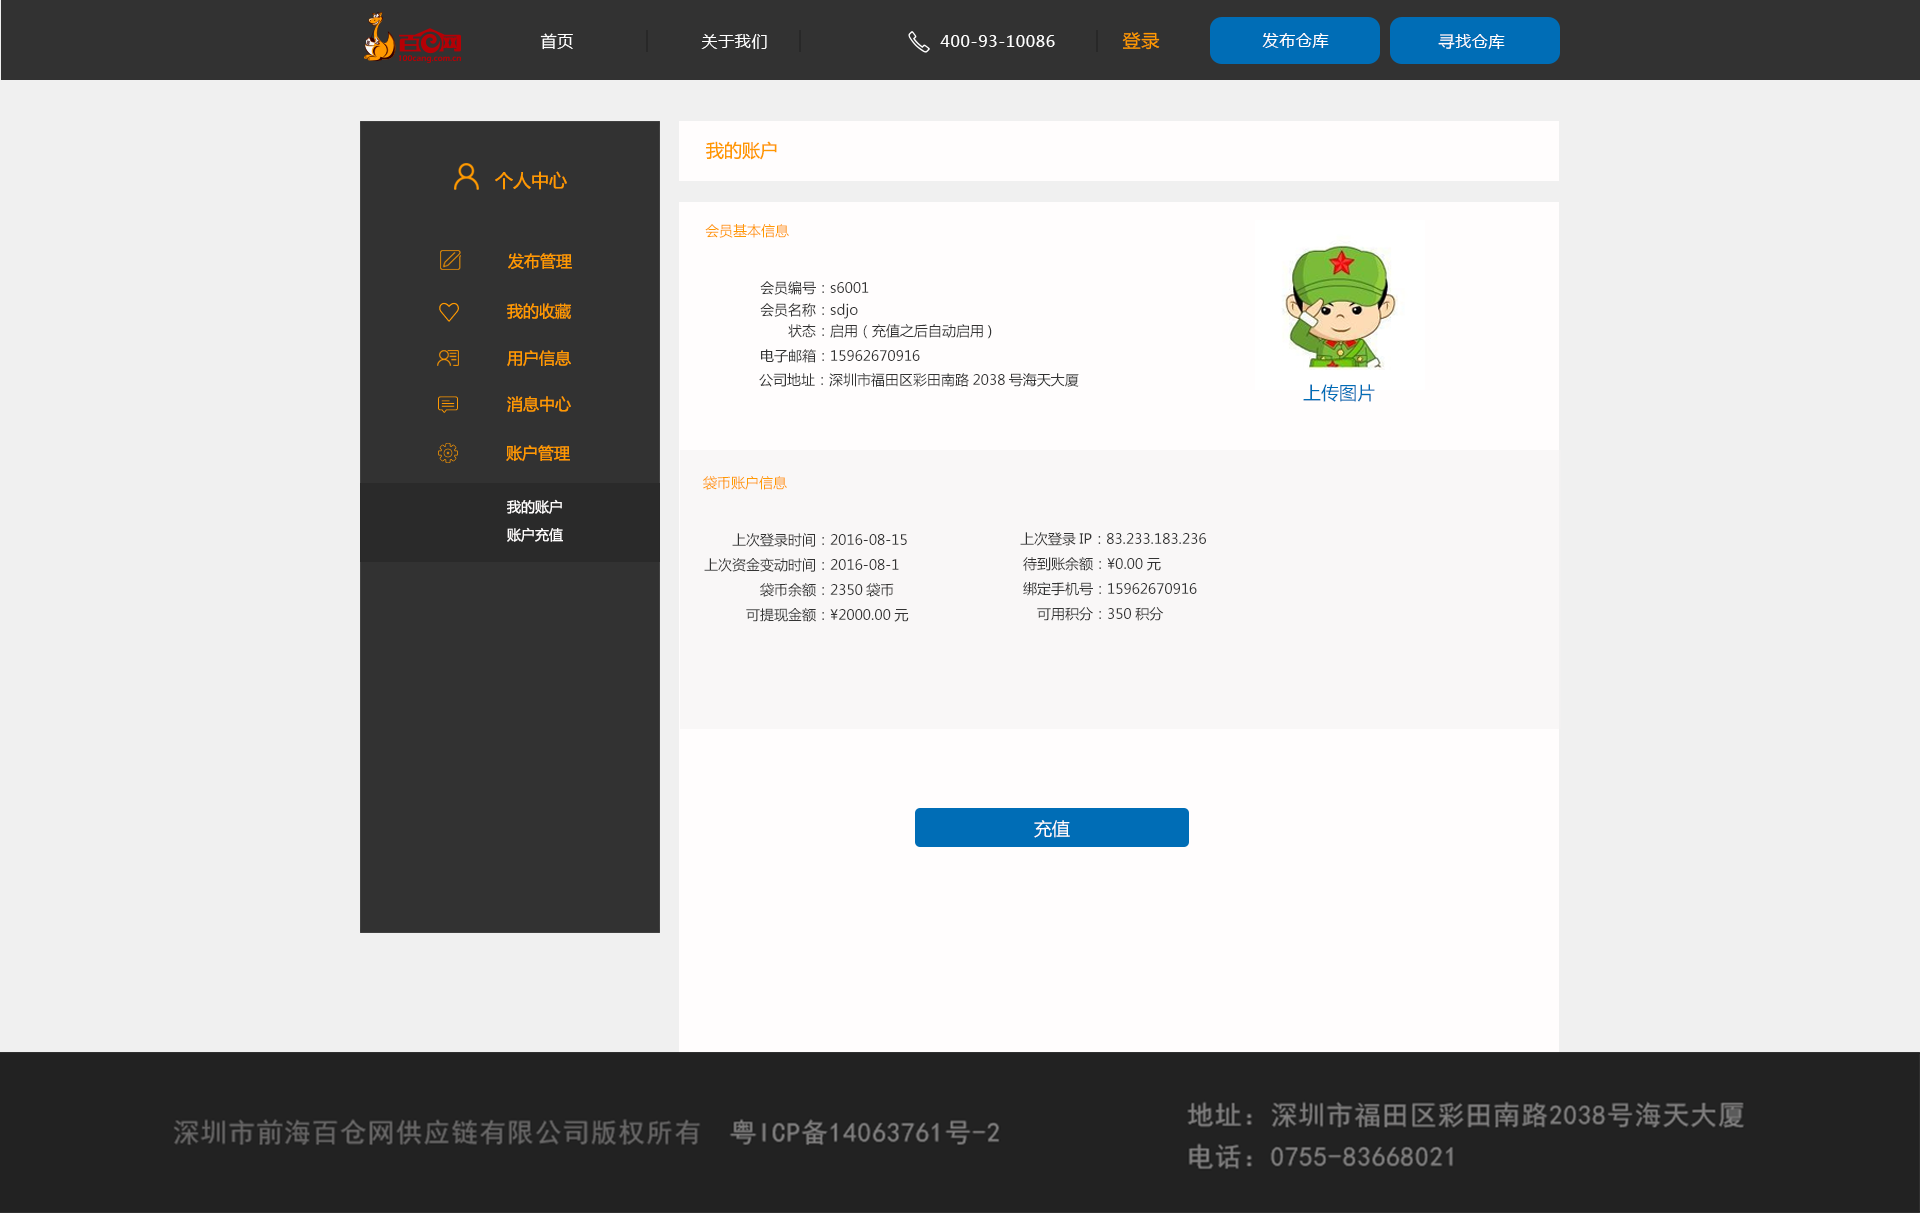 百仓网
首页
关于我们
400-93-10086
登录
发布仓库
寻找仓库
个人中心
发布管理
我的收藏
用户信息
消息中心
账户管理
我的账户
账户充值
我的账户
会员基本信息
会员编号：s6001
会员名称：sdjo
状态：启用（充值之后自动启用）
电子邮箱：15962670916
公司地址：深圳市福田区彩田南路 2038 号海天大厦
上传图片
袋币账户信息
上次登录时间：2016-08-15
上次资金变动时间：2016-08-1
袋币余额：2350 袋币
可提现金额：¥2000.00 元
上次登录 IP：83.233.183.236
待到账余额：¥0.00 元
绑定手机号：15962670916
可用积分：350 积分
充值
深圳市前海百仓网供应链有限公司版权所有 粤ICP备14063761号-2
地址：深圳市福田区彩田南路2038号海天大厦
电话：0755-83668021